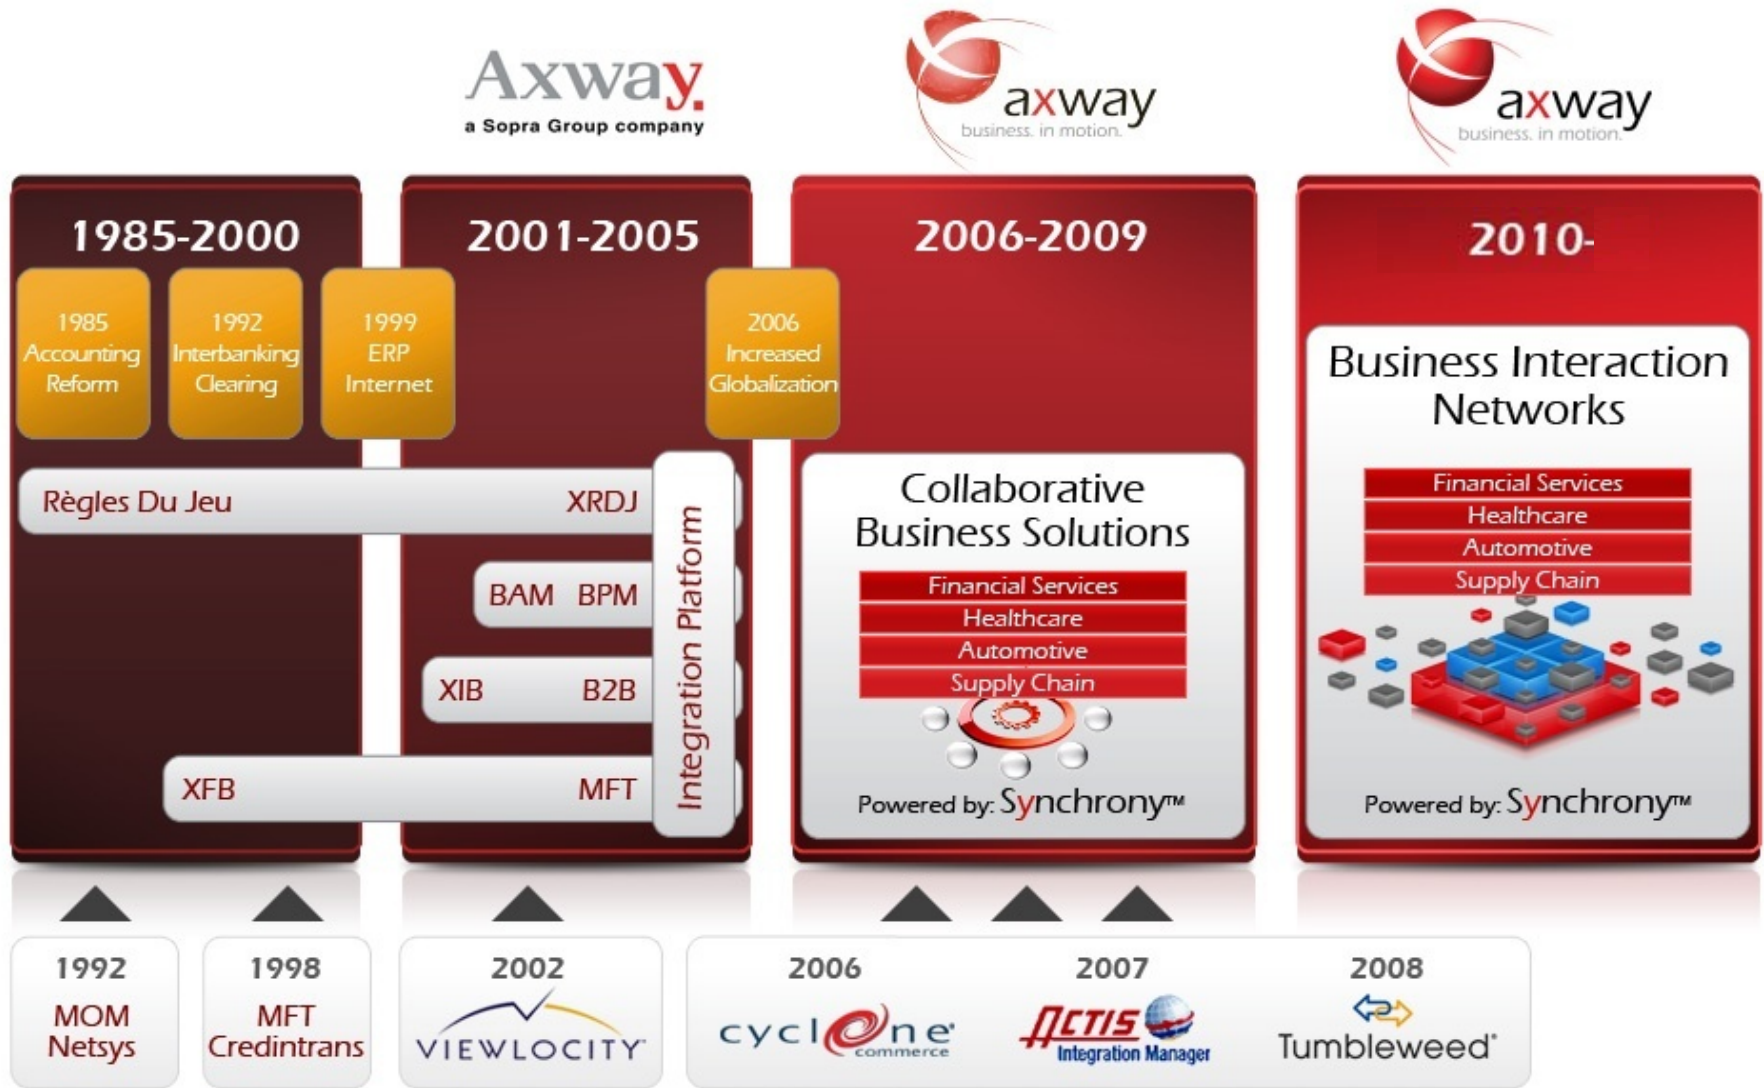 Axway
a Sopra Group company
axway
business. in motion.
axway
business. in motion.
1985-2000
2001-2005
2006-2009
2010-
1985
Accounting
Reform
1992
Interbanking
Clearing
1999
ERP
Internet
2006
Increased
Globalization
Règles Du Jeu
XRDJ
BAM BPM
XIB
B2B
XFB
MFT
Integration Platform
Collaborative
Business Solutions
Financial Services
Healthcare
Automotive
Supply Chain
Powered by: Synchrony™
Business Interaction
Networks
Financial Services
Healthcare
Automotive
Supply Chain
Powered by: Synchrony™
1992
MOM
Netsys
1998
MFT
Credintrans
2002
VIEWLOCITY
2006
cyclone®
commerce
2007
ACTIS
Integration Manager
2008
Tumbleweed®